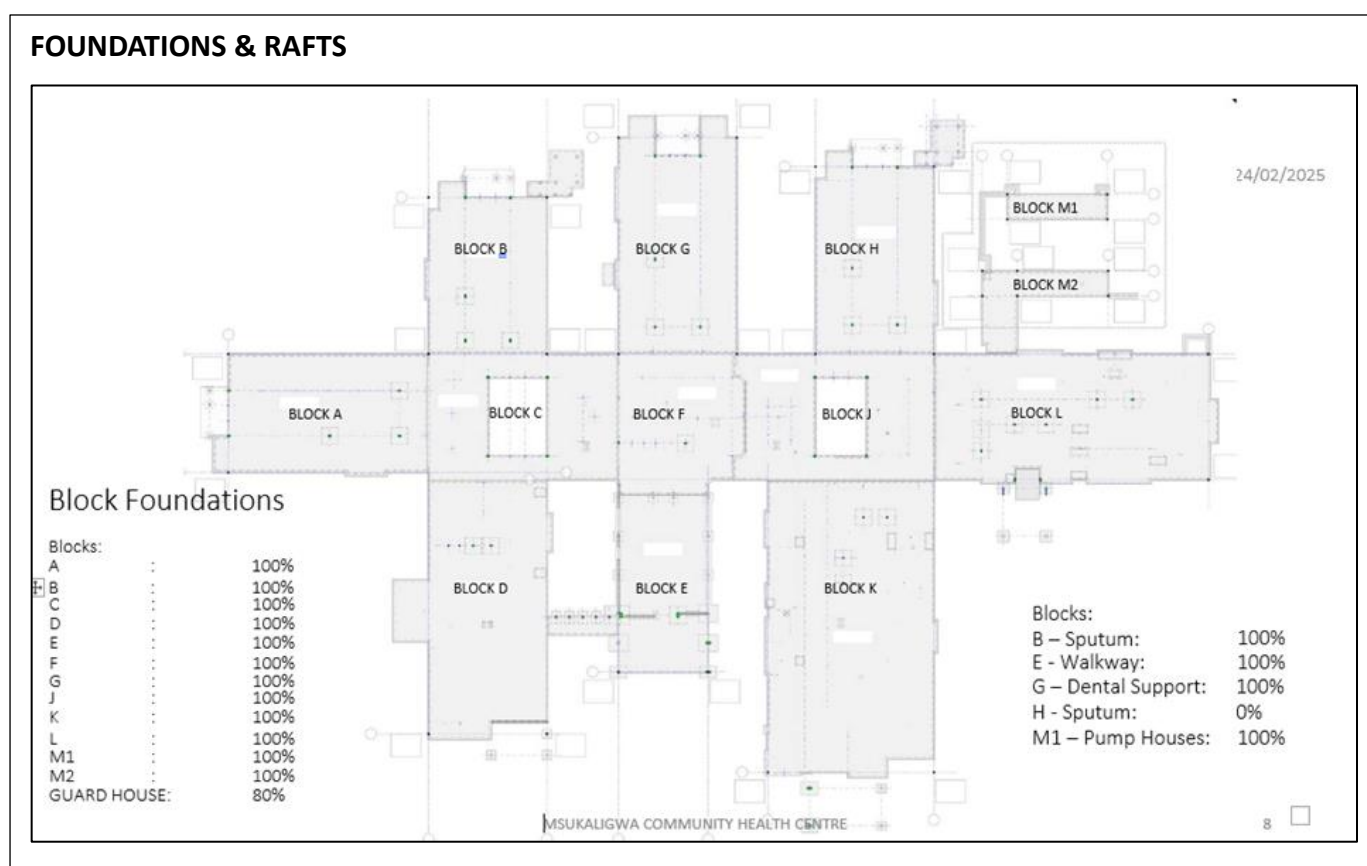 FOUNDATIONS & RAFTS
24/02/2025
BLOCK M1
BLOCK B
BLOCK G
BLOCK H
BLOCK M2
BLOCK A
BLOCK C
BLOCK F
BLOCK J
BLOCK L
Block Foundations
Blocks:
A : 100%
B : 100%
C : 100%
D : 100%
E : 100%
F : 100%
G : 100%
J : 100%
K : 100%
L : 100%
M1 : 100%
M2 : 100%
GUARD HOUSE: 80%
BLOCK D
BLOCK E
BLOCK K
Blocks:
B – Sputum: 100%
E - Walkway: 100%
G – Dental Support: 100%
H - Sputum: 0%
M1 – Pump Houses: 100%
MSUKALIGWA COMMUNITY HEALTH CENTRE
8